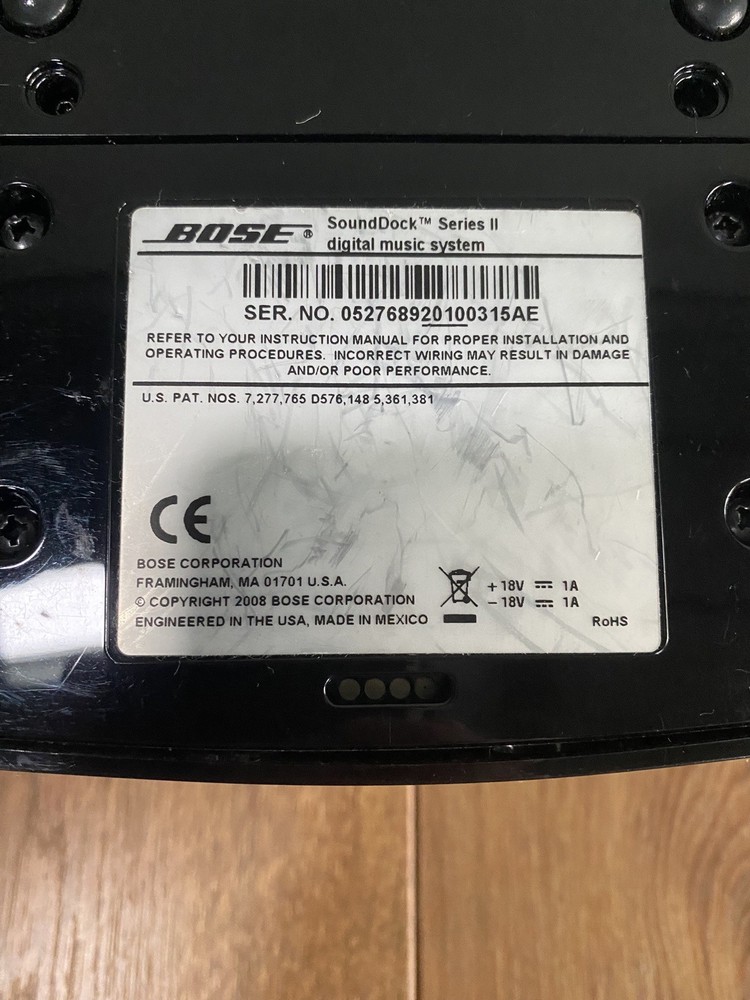 BOSE® SoundDock™ Series II
digital music system
SER. NO. 052768920100315AE
REFER TO YOUR INSTRUCTION MANUAL FOR PROPER INSTALLATION AND
OPERATING PROCEDURES. INCORRECT WIRING MAY RESULT IN DAMAGE
AND/OR POOR PERFORMANCE.
U.S. PAT. NOS. 7,277,765 D576,148 5,361,381
CE
BOSE CORPORATION
FRAMINGHAM, MA 01701 U.S.A.
© COPYRIGHT 2008 BOSE CORPORATION
ENGINEERED IN THE USA, MADE IN MEXICO
+18V ⎓ 1A
−18V ⎓ 1A
RoHS